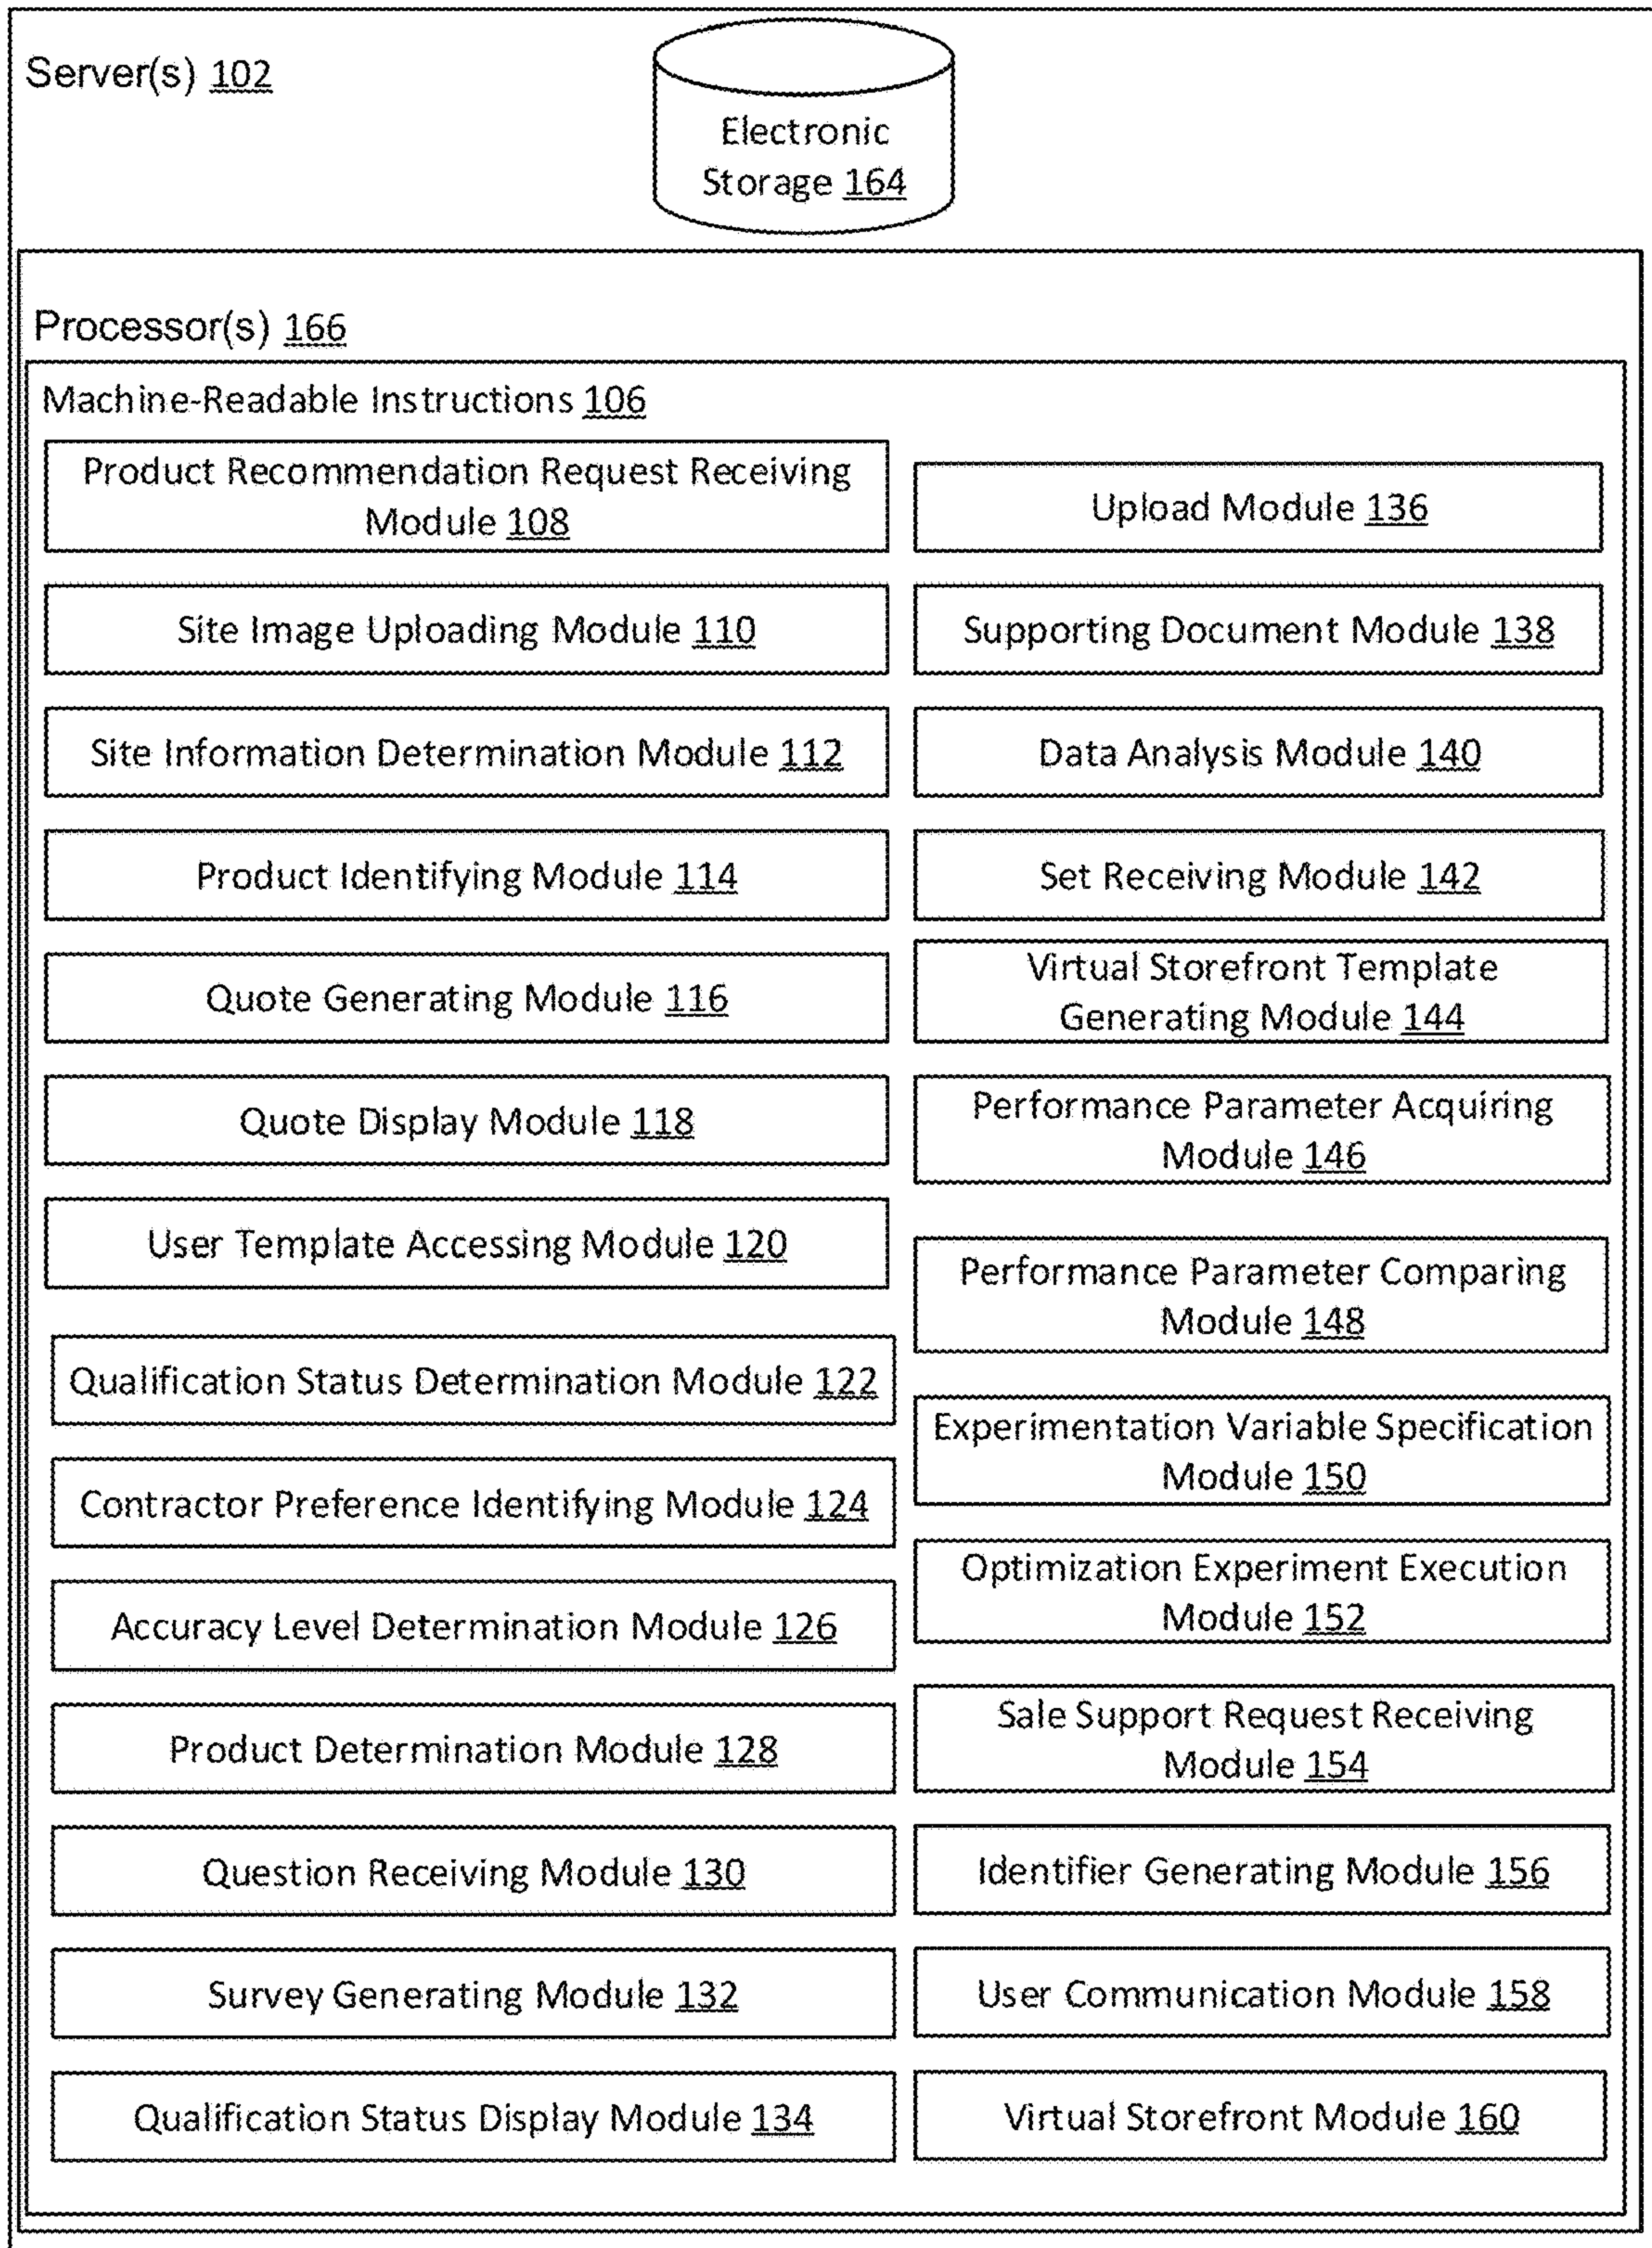 Server(s) 102
Electronic
Storage 164
Processor(s) 166
Machine-Readable Instructions 106
Product Recommendation Request Receiving
Module 108
Site Image Uploading Module 110
Site Information Determination Module 112
Product Identifying Module 114
Quote Generating Module 116
Quote Display Module 118
User Template Accessing Module 120
Qualification Status Determination Module 122
Contractor Preference Identifying Module 124
Accuracy Level Determination Module 126
Product Determination Module 128
Question Receiving Module 130
Survey Generating Module 132
Qualification Status Display Module 134
Upload Module 136
Supporting Document Module 138
Data Analysis Module 140
Set Receiving Module 142
Virtual Storefront Template
Generating Module 144
Performance Parameter Acquiring
Module 146
Performance Parameter Comparing
Module 148
Experimentation Variable Specification
Module 150
Optimization Experiment Execution
Module 152
Sale Support Request Receiving
Module 154
Identifier Generating Module 156
User Communication Module 158
Virtual Storefront Module 160